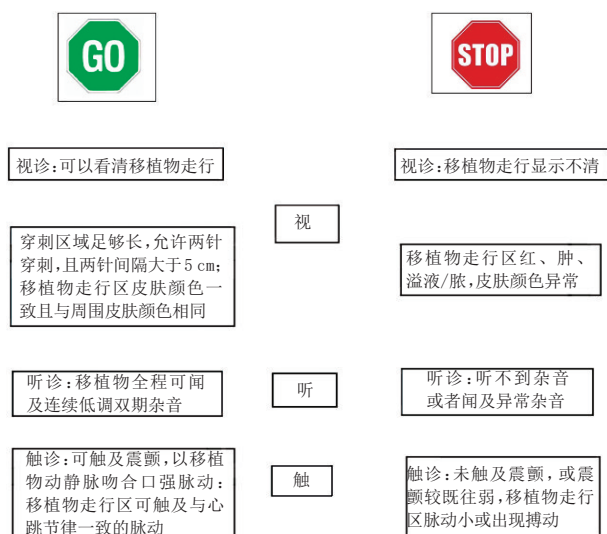 GO
STOP
视诊:可以看清移植物走行
视诊:移植物走行显示不清
视
穿刺区域足够长,允许两针
穿刺,且两针间隔大于5 cm;
移植物走行区皮肤颜色一
致且与周围皮肤颜色相同
移植物走行区红、肿、
溢液/脓,皮肤颜色异常
听诊:移植物全程可闻
及连续低调双期杂音
听
听诊:听不到杂音
或者闻及异常杂音
触诊:可触及震颤,以移植
物动静脉吻合口强脉动:
移植物走行区可触及与心
跳节律一致的脉动
触
触诊:未触及震颤,或震
颤较既往弱,移植物走行
区脉动小或出现搏动